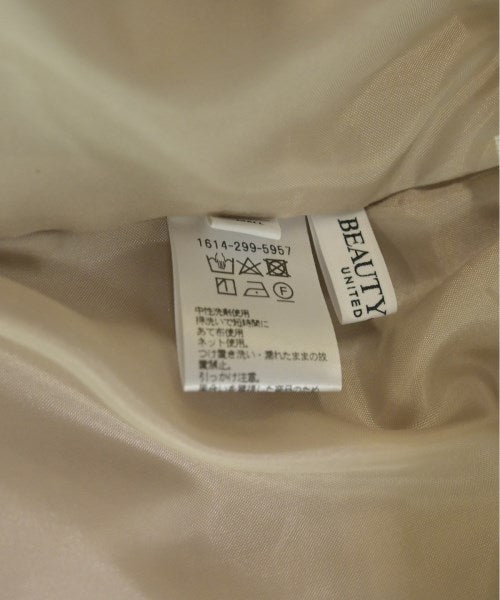 1614-299-5957
中性洗剤使用
押洗いで短時間に
あて布使用
ネット使用。
つけ置き洗い・濡れたままの放
置禁止。
引っかけ注意。
BEAUTY
UNITED